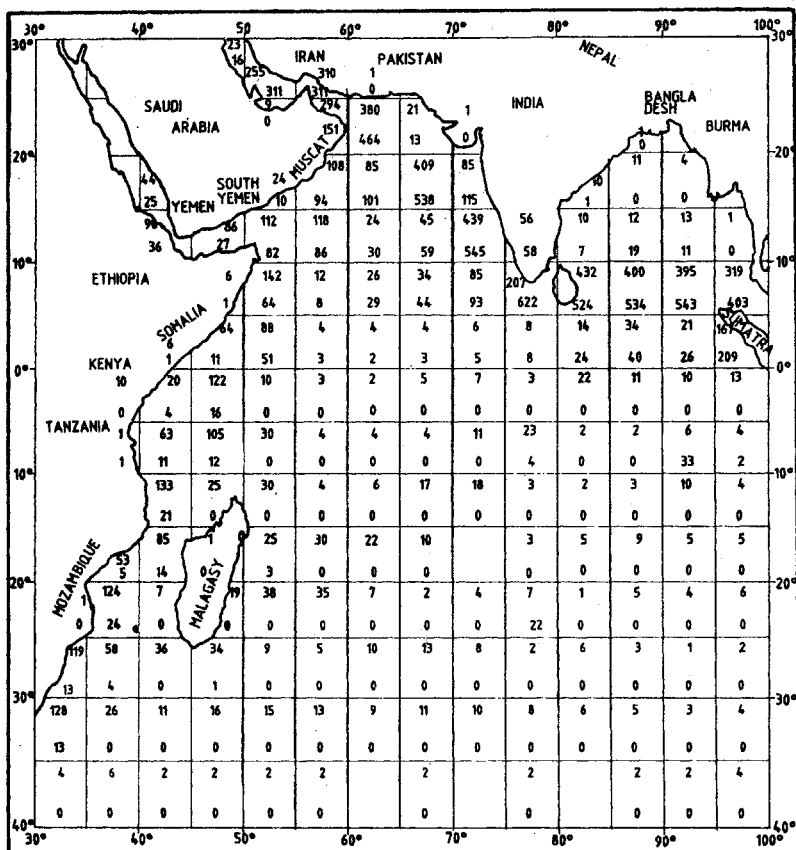 30° 40° 50° 60° 70° 80° 90° 100°
30° 30°
23
16
IRAN PAKISTAN NEPAL
255 310 1
311 311 0
SAUDI 9 294 380 21 1 INDIA BANGLA DESH
ARABIA 0 151 BURMA
464 13 0 0
20° 20°
MUSCAT
108 85 409 85 11 4
44 SOUTH 24 10
25 YEMEN YEMEN 10 94 101 538 115 1 0 0
86 112 118 24 45 439 56 10 12 13 1
36 27 82 86 30 59 545 58 7 19 11 0
10° 10°
ETHIOPIA 6 142 12 26 34 85 207 432 400 395 319
SOMALIA 1 64 8 29 44 93 622 524 534 543 403
64 88 4 4 4 6 8 14 34 21 SUMATRA
6
KENYA 1 11 51 3 2 3 5 8 24 40 26 209
0° 0°
10 20 122 10 3 2 5 7 3 22 11 10 13
0 4 16 0 0 0 0 0 0 0 0 0 0
TANZANIA 1 63 105 30 4 4 4 11 23 2 2 6 4
1 11 12 0 0 0 0 0 4 0 0 33 2
10° 10°
133 25 30 4 6 17 18 3 2 3 10 4
21 0 0 0 0 0 0 0 0 0 0 0
MOZAMBIQUE 85 1 0 25 30 22 10 3 5 9 5 5
53
5 14 0 3 0 0 0 0 0 0 0 0
20° 20°
1 124 7 MALAGASY 19 38 35 7 2 4 7 1 5 4 6
0 24 0 0 0 0 0 0 0 22 0 0 0 0
119 58 36 34 9 5 10 13 8 2 6 3 1 2
13 4 0 1 0 0 0 0 0 0 0 0 0 0
30° 30°
128 26 11 16 15 13 9 11 10 8 6 5 3 4
13 0 0 0 0 0 0 0 0 0 0 0 0 0
4 6 2 2 2 2 2 2 2 2 4
0 0 0 0 0 0 0 0 0 0 0
40° 40°
30° 40° 50° 60° 70° 80° 90° 100°